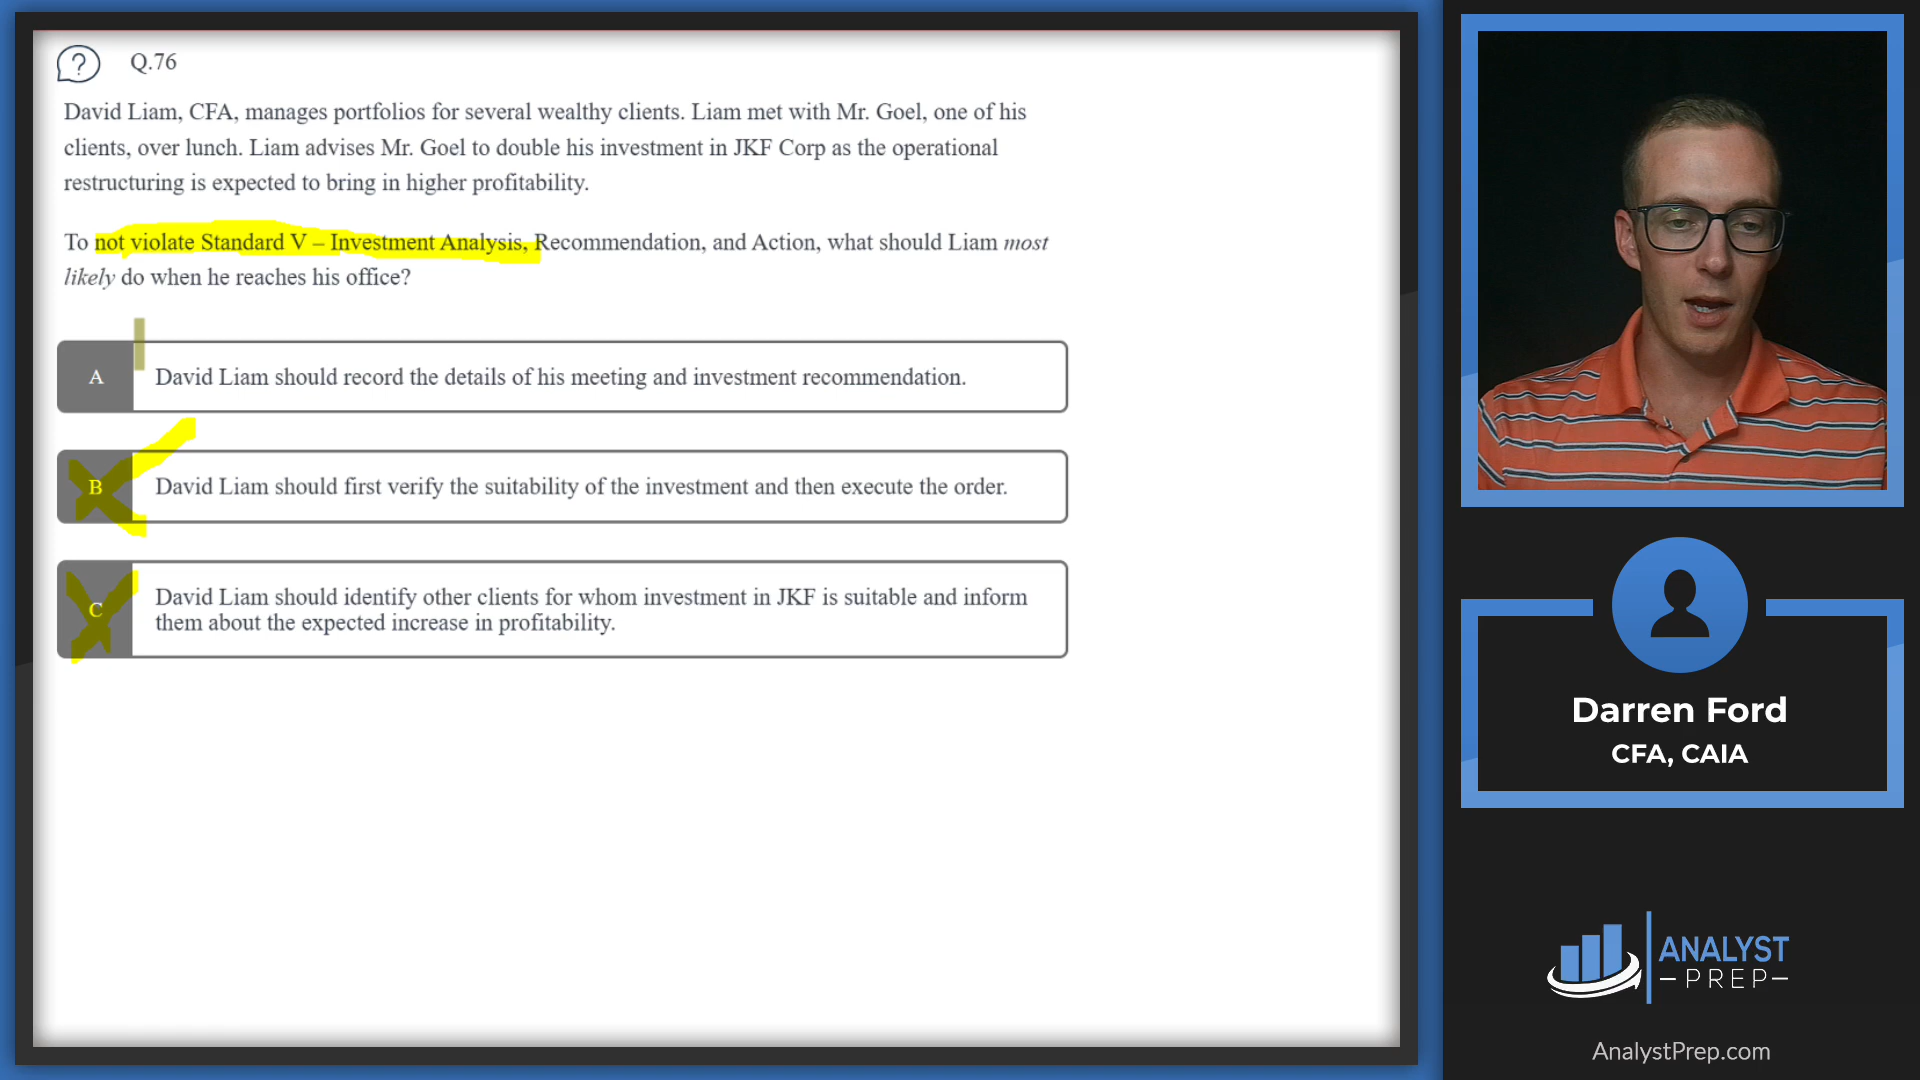 Q.76
David Liam, CFA, manages portfolios for several wealthy clients. Liam met with Mr. Goel, one of his
clients, over lunch. Liam advises Mr. Goel to double his investment in JKF Corp as the operational
restructuring is expected to bring in higher profitability.
To not violate Standard V – Investment Analysis, Recommendation, and Action, what should Liam most
likely do when he reaches his office?
A
David Liam should record the details of his meeting and investment recommendation.
B
David Liam should first verify the suitability of the investment and then execute the order.
C
David Liam should identify other clients for whom investment in JKF is suitable and inform
them about the expected increase in profitability.
Darren Ford
CFA, CAIA
ANALYST
PREP
AnalystPrep.com